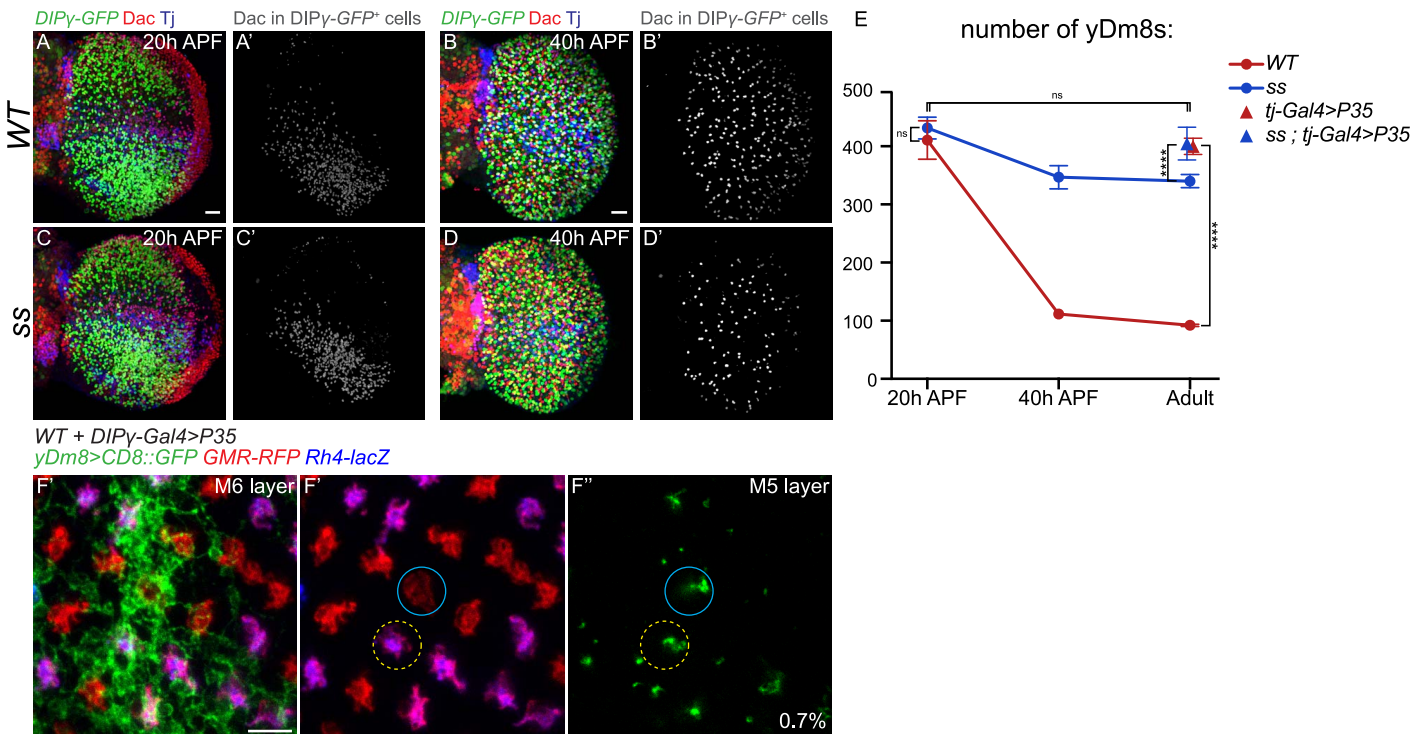 DIPγ-GFP Dac Tj
Dac in DIPγ-GFP⁺ cells
DIPγ-GFP Dac Tj
Dac in DIPγ-GFP⁺ cells
WT
A
20h APF
A'
B
40h APF
B'
ss
C
20h APF
C'
D
40h APF
D'
E
number of yDm8s:
WT
ss
tj-Gal4>P35
ss ; tj-Gal4>P35
500
400
300
200
100
0
ns
ns
****
****
20h APF
40h APF
Adult
WT + DIPγ-Gal4>P35
yDm8>CD8::GFP GMR-RFP Rh4-lacZ
F'
M6 layer
F'
F''
M5 layer
0.7%